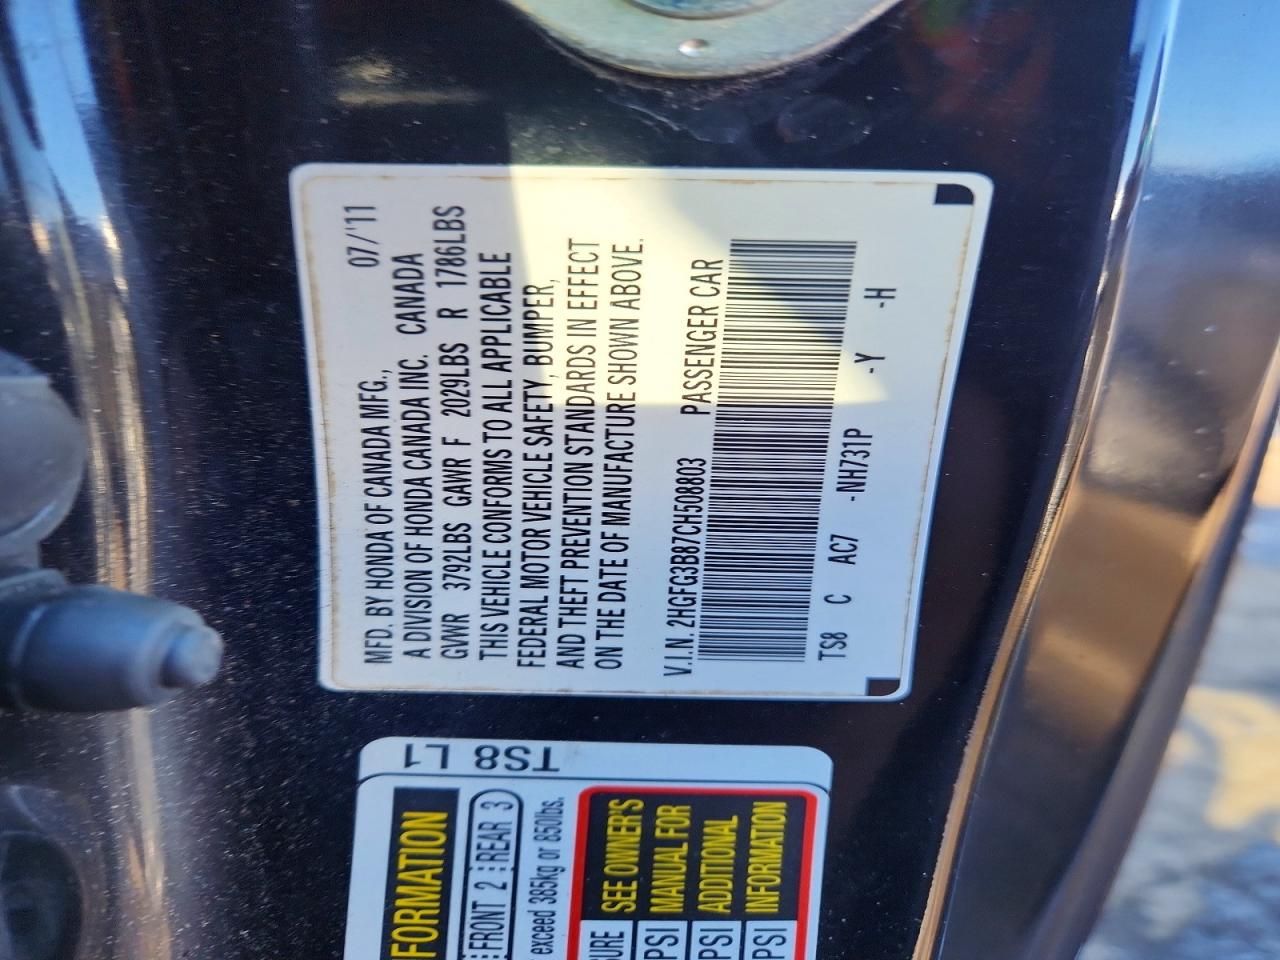 MFD. BY HONDA OF CANADA MFG., 07/'11
A DIVISION OF HONDA CANADA INC. CANADA
GWR 3792LBS GAWR F 2029LBS R 1786LBS
THIS VEHICLE CONFORMS TO ALL APPLICABLE
FEDERAL MOTOR VEHICLE SAFETY, BUMPER,
AND THEFT PREVENTION STANDARDS IN EFFECT
ON THE DATE OF MANUFACTURE SHOWN ABOVE.
V.I.N. 2HGFG3B87CH508803 PASSENGER CAR
TS8 C AC7 -NH731P -Y -H
TS8 L1
FORMATION
FRONT 2 REAR 3
exceed 385kg or 850lbs.
SURE
PSI
PSI
PSI
SEE OWNER'S
MANUAL FOR
ADDITIONAL
INFORMATION